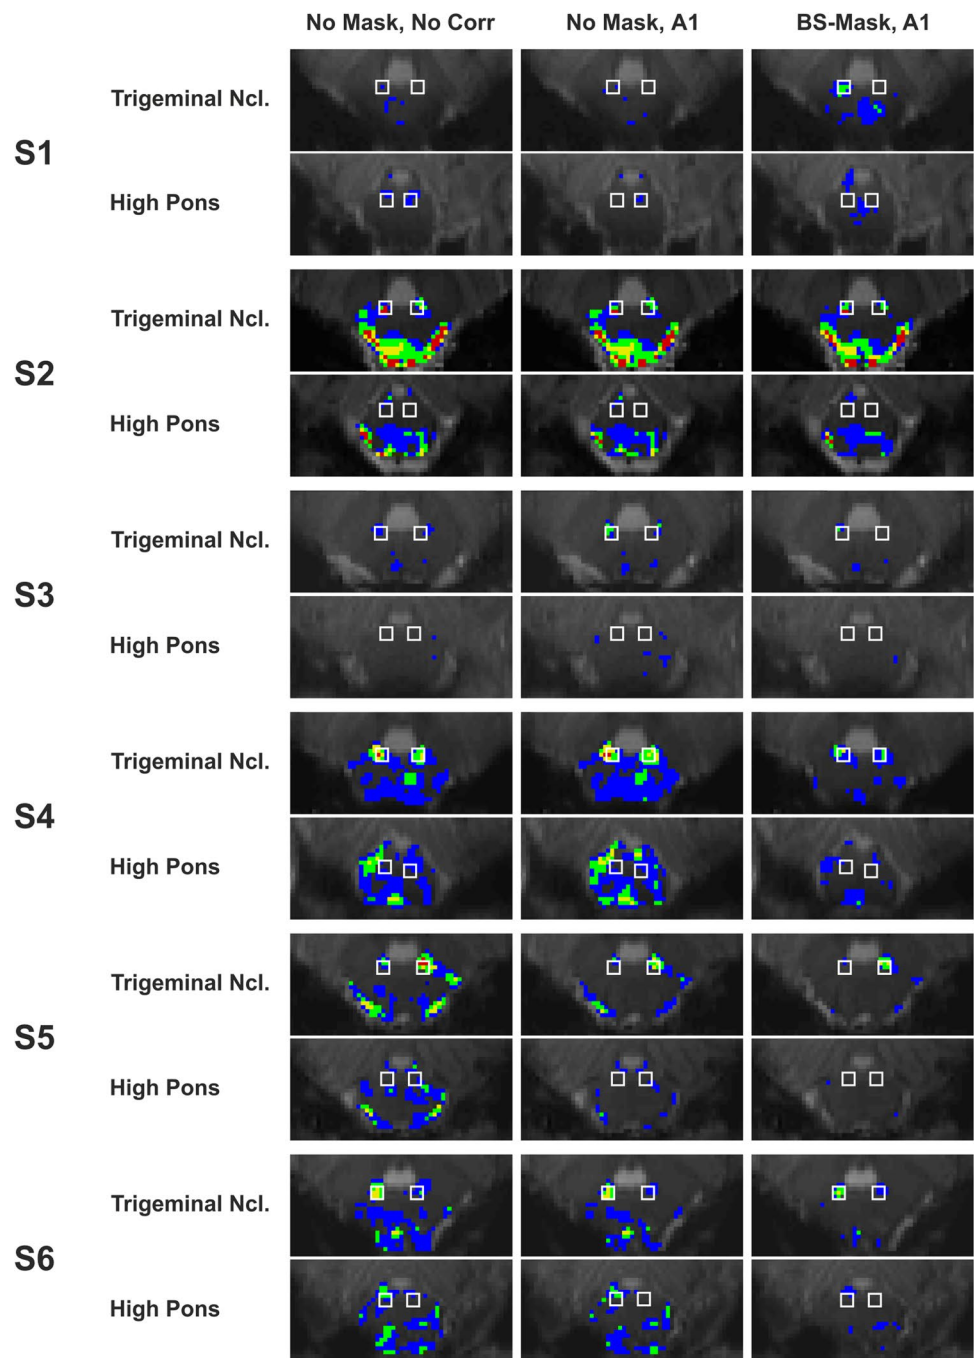 No Mask, No Corr No Mask, A1 BS-Mask, A1
Trigeminal Ncl.
S1
High Pons
Trigeminal Ncl.
S2
High Pons
Trigeminal Ncl.
S3
High Pons
Trigeminal Ncl.
S4
High Pons
Trigeminal Ncl.
S5
High Pons
Trigeminal Ncl.
S6
High Pons